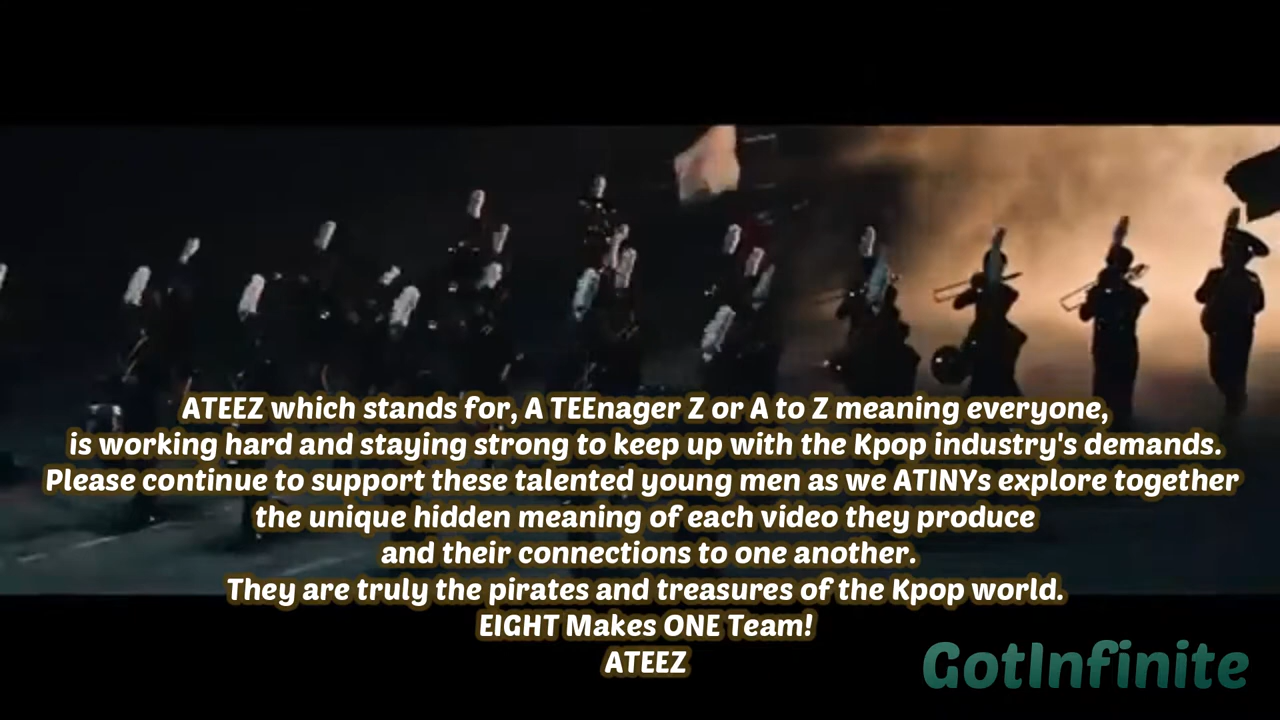 ATEEZ which stands for, A TEEnager Z or A to Z meaning everyone,
is working hard and staying strong to keep up with the Kpop industry's demands.
Please continue to support these talented young men as we ATINYs explore together
the unique hidden meaning of each video they produce
and their connections to one another.
They are truly the pirates and treasures of the Kpop world.
EIGHT Makes ONE Team!
ATEEZ
GotInfinite